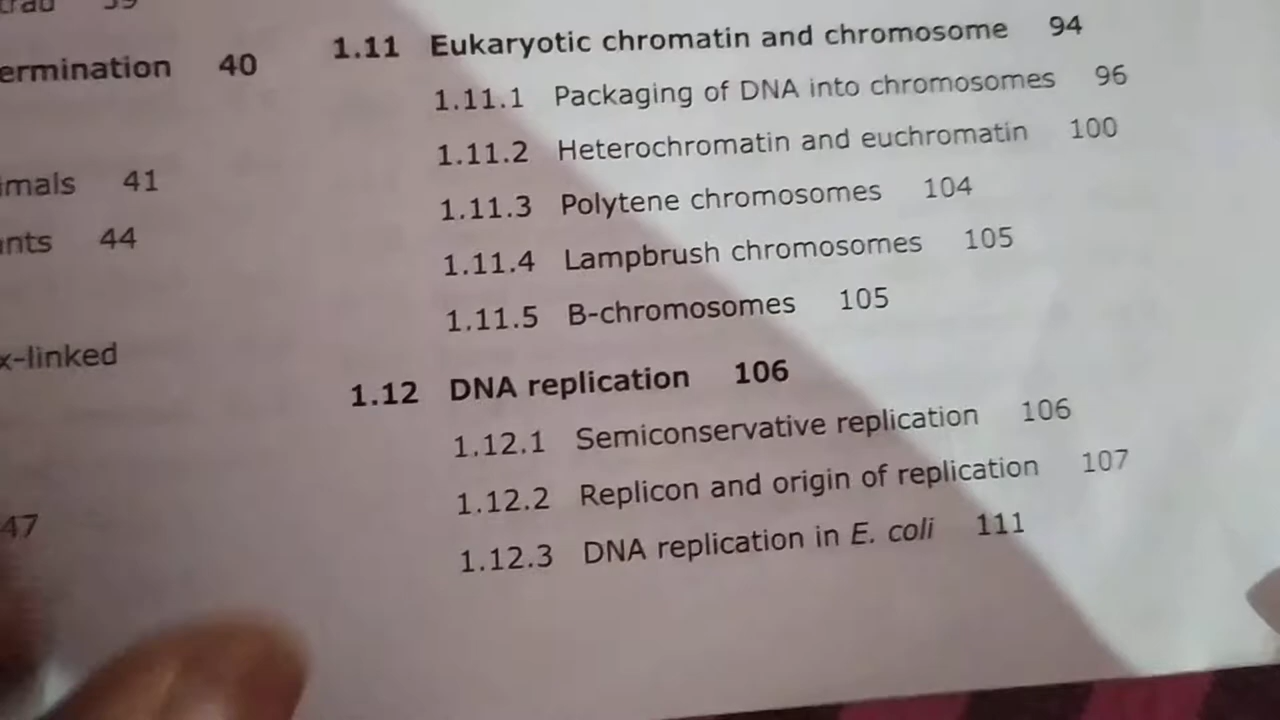 39
ermination 40
imals 41
nts 44
x-linked
47
1.11 Eukaryotic chromatin and chromosome 94
1.11.1 Packaging of DNA into chromosomes 96
1.11.2 Heterochromatin and euchromatin 100
1.11.3 Polytene chromosomes 104
1.11.4 Lampbrush chromosomes 105
1.11.5 B-chromosomes 105
1.12 DNA replication 106
1.12.1 Semiconservative replication 106
1.12.2 Replicon and origin of replication 107
1.12.3 DNA replication in E. coli 111